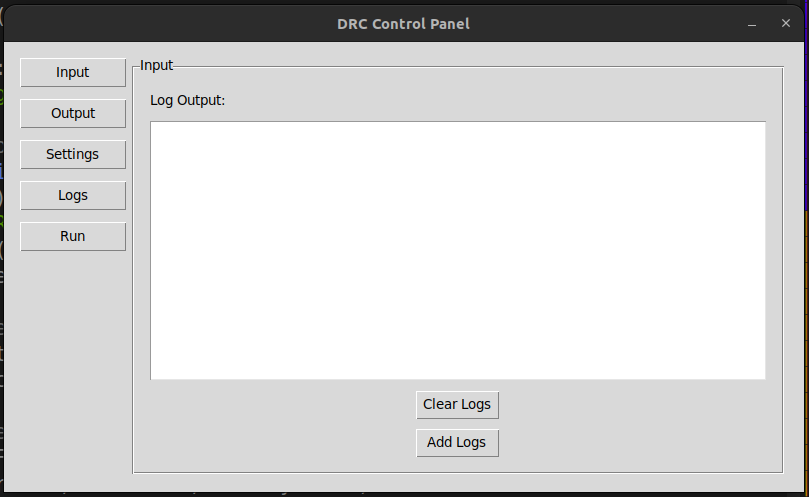 DRC Control Panel
Input
Output
Settings
Logs
Run
Input
Log Output:
Clear Logs
Add Logs